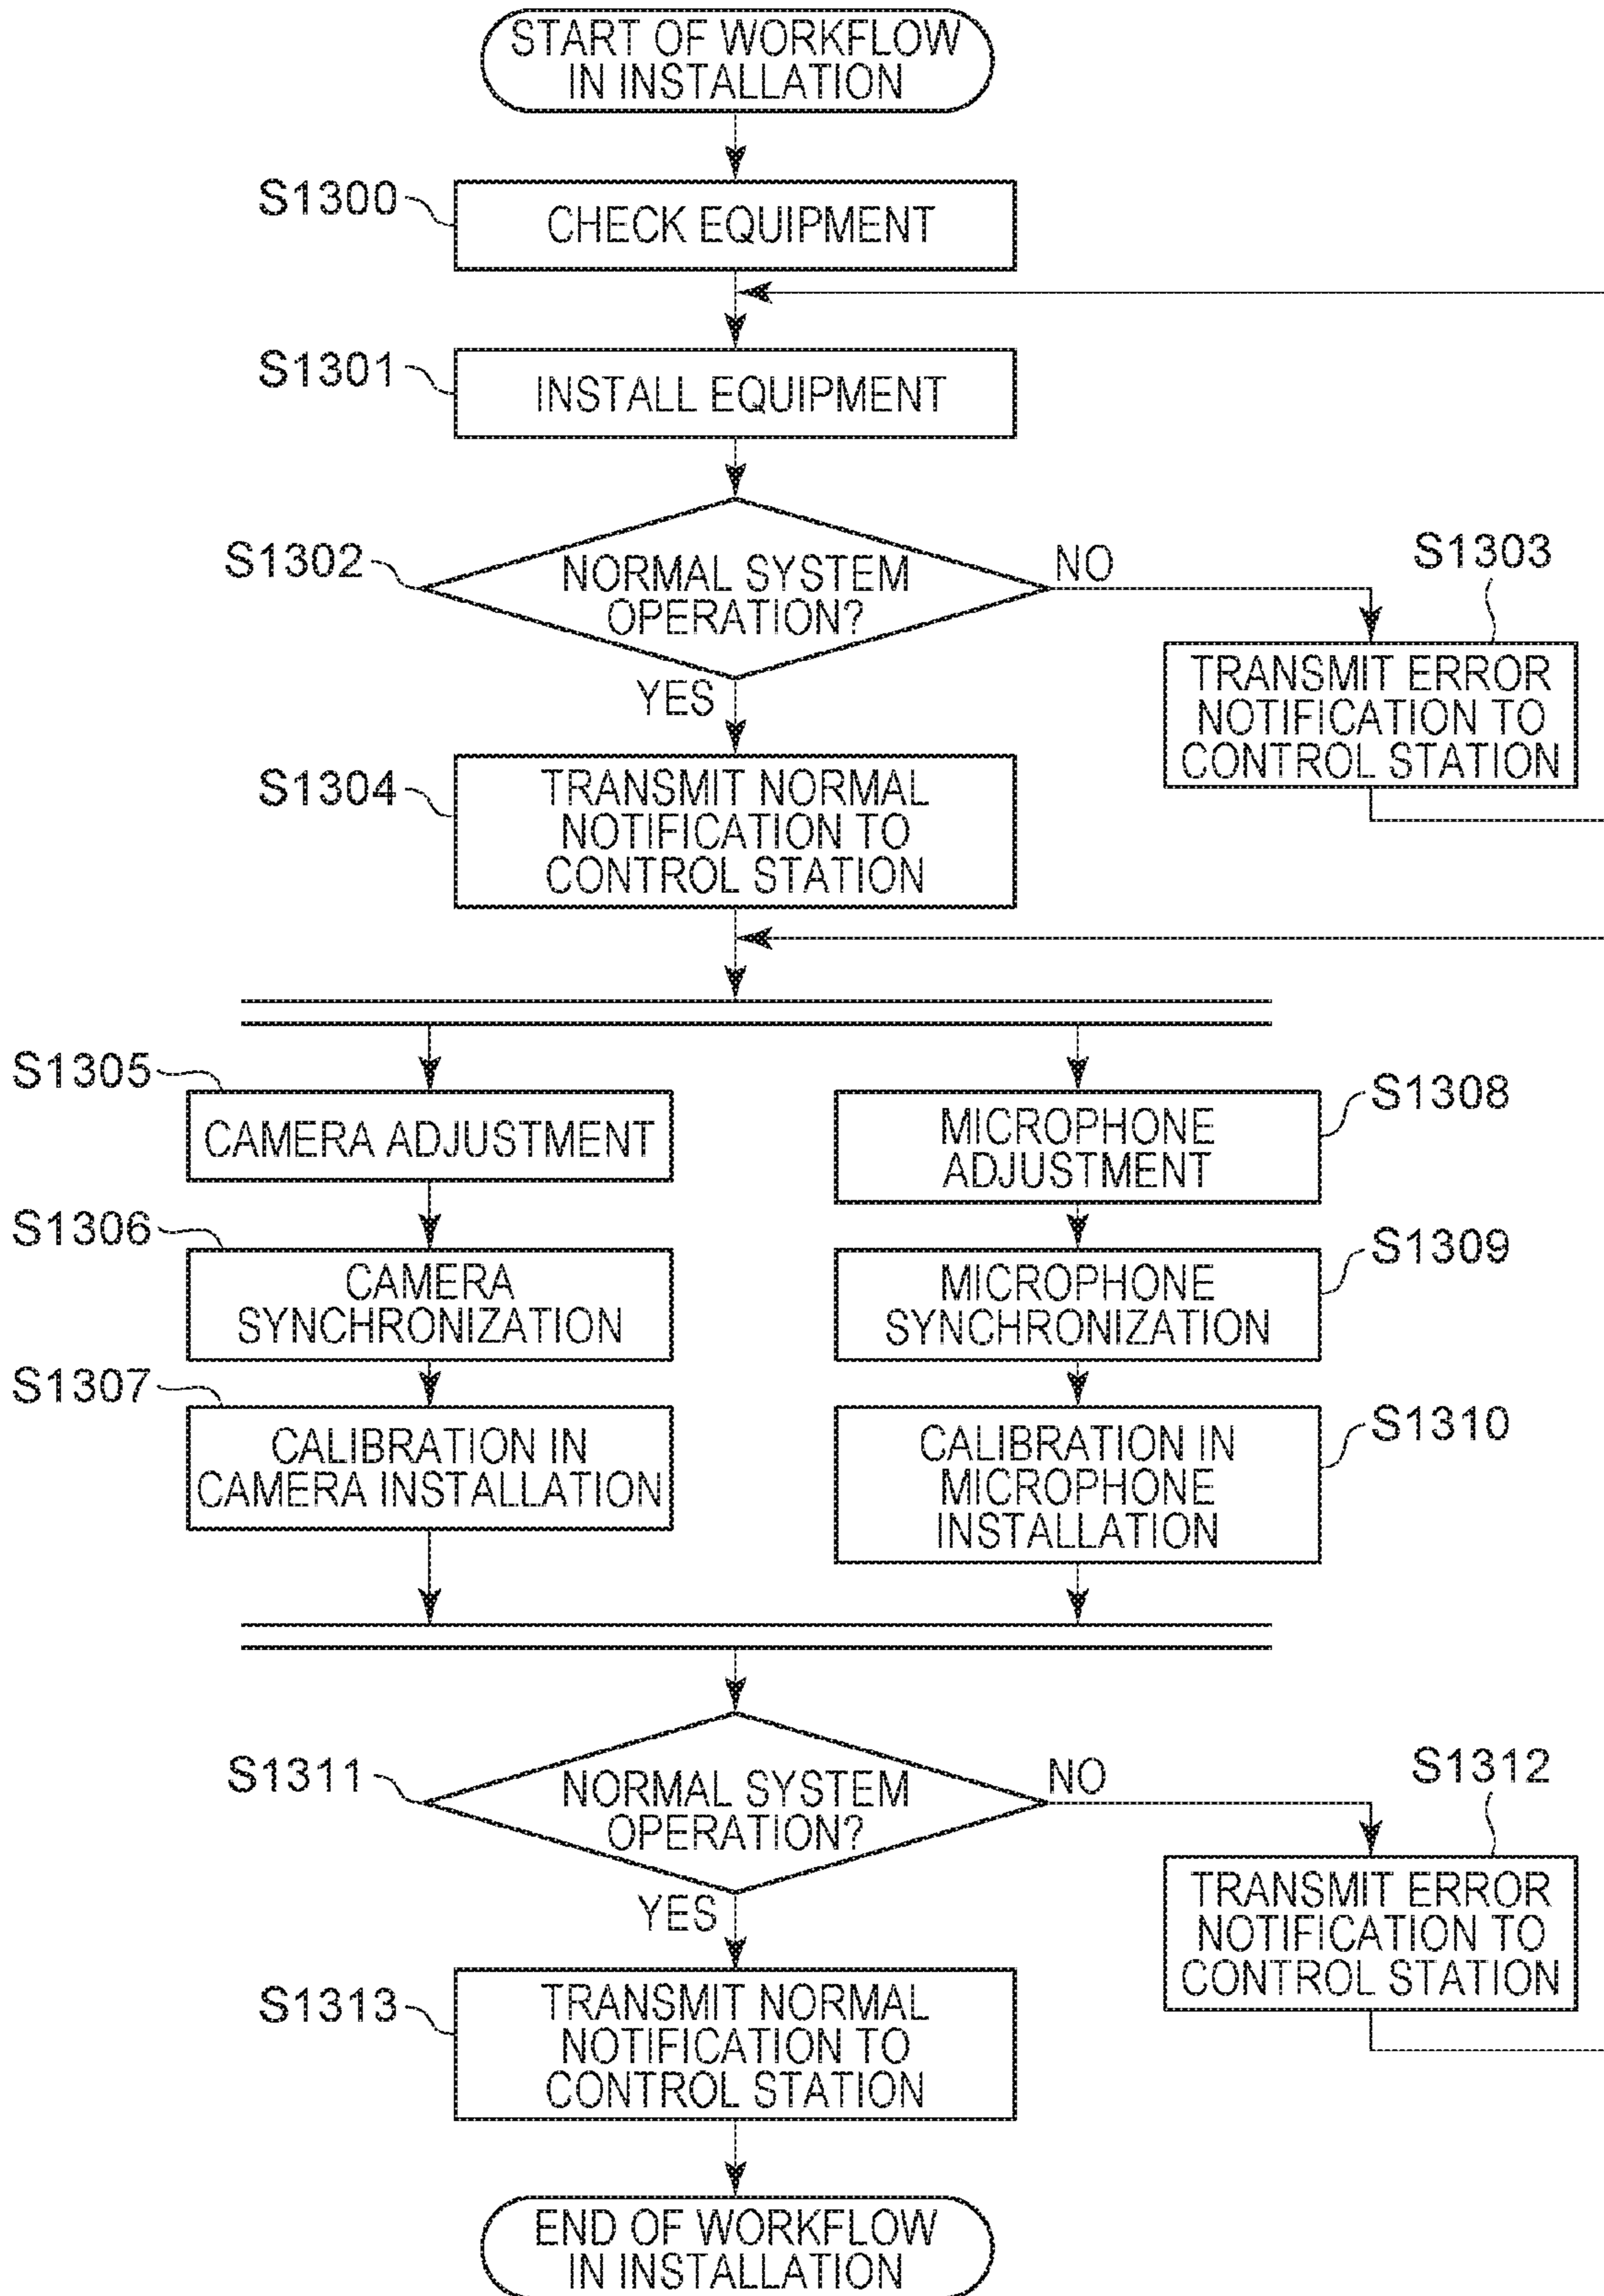 START OF WORKFLOW
IN INSTALLATION
S1300
CHECK EQUIPMENT
S1301
INSTALL EQUIPMENT
S1302
NORMAL SYSTEM
OPERATION?
NO
S1303
YES
TRANSMIT ERROR
NOTIFICATION TO
CONTROL STATION
S1304
TRANSMIT NORMAL
NOTIFICATION TO
CONTROL STATION
S1305
CAMERA ADJUSTMENT
S1306
CAMERA
SYNCHRONIZATION
S1307
CALIBRATION IN
CAMERA INSTALLATION
S1308
MICROPHONE
ADJUSTMENT
S1309
MICROPHONE
SYNCHRONIZATION
S1310
CALIBRATION IN
MICROPHONE
INSTALLATION
S1311
NORMAL SYSTEM
OPERATION?
NO
S1312
YES
TRANSMIT ERROR
NOTIFICATION TO
CONTROL STATION
S1313
TRANSMIT NORMAL
NOTIFICATION TO
CONTROL STATION
END OF WORKFLOW
IN INSTALLATION